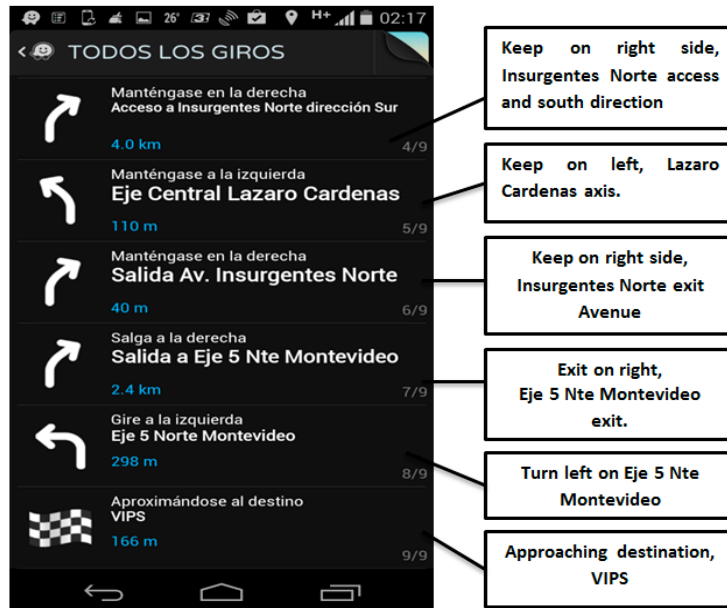 26° 37 H+ 02:17
TODOS LOS GIROS
Manténgase en la derecha
Acceso a Insurgentes Norte dirección Sur
4.0 km
4/9
Manténgase a la izquierda
Eje Central Lazaro Cardenas
110 m
5/9
Manténgase en la derecha
Salida Av. Insurgentes Norte
40 m
6/9
Salga a la derecha
Salida a Eje 5 Nte Montevideo
2.4 km
7/9
Gire a la izquierda
Eje 5 Norte Montevideo
298 m
8/9
Aproximándose al destino
VIPS
166 m
9/9
Keep on right side,
Insurgentes Norte access
and south direction
Keep on left, Lazaro
Cardenas axis.
Keep on right side,
Insurgentes Norte exit
Avenue
Exit on right,
Eje 5 Nte Montevideo
exit.
Turn left on Eje 5 Nte
Montevideo
Approaching destination,
VIPS